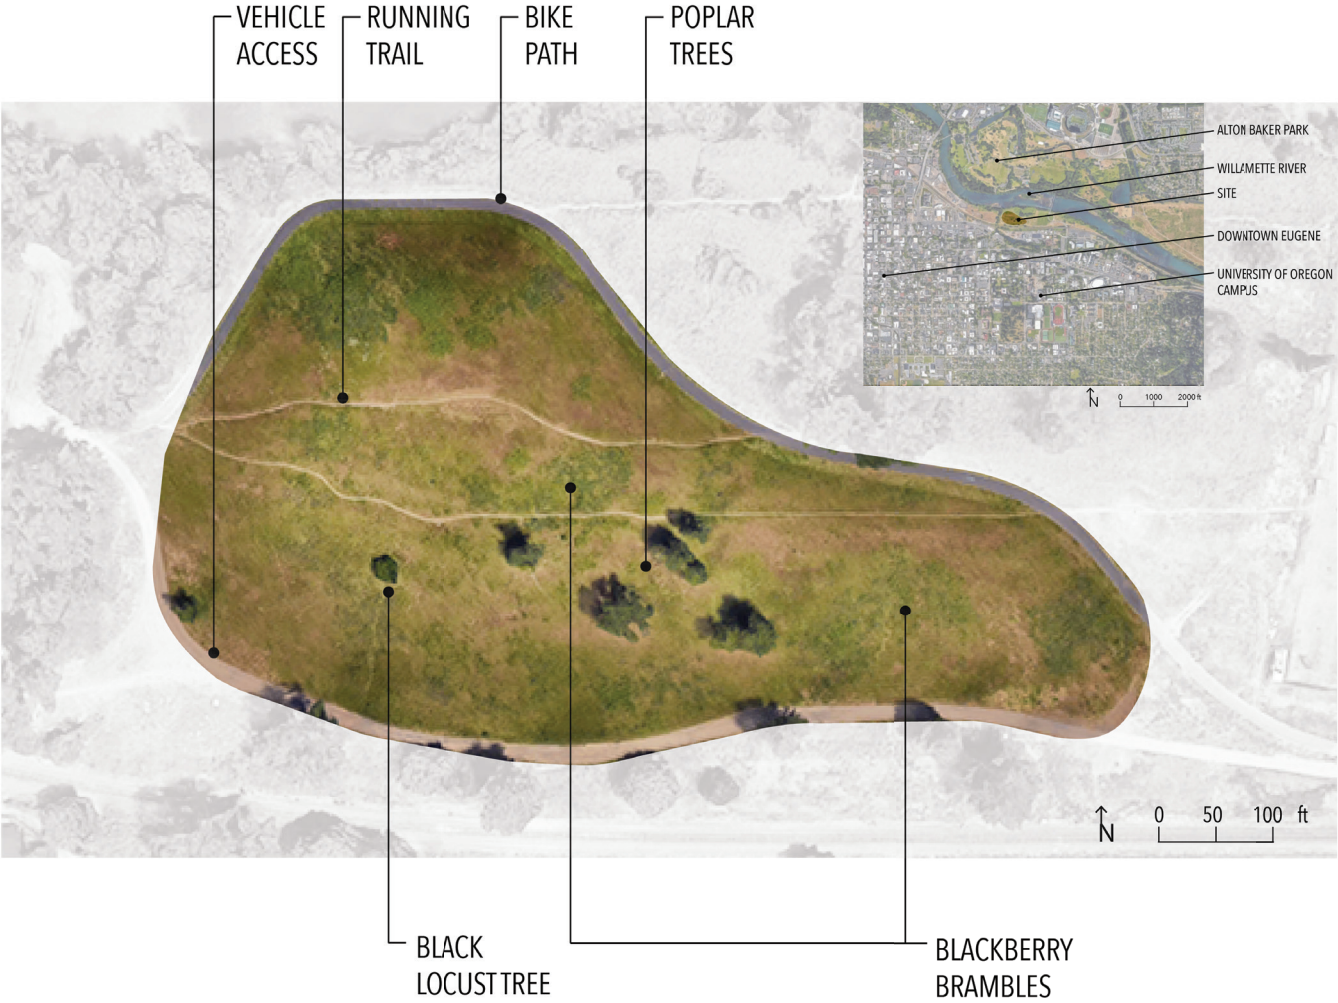 VEHICLE
ACCESS
RUNNING
TRAIL
BIKE
PATH
POPLAR
TREES
ALTON BAKER PARK
WILLAMETTE RIVER
SITE
DOWNTOWN EUGENE
UNIVERSITY OF OREGON
CAMPUS
N
0 1000 2000 ft
0 50 100 ft
N
BLACK
LOCUST TREE
BLACKBERRY
BRAMBLES